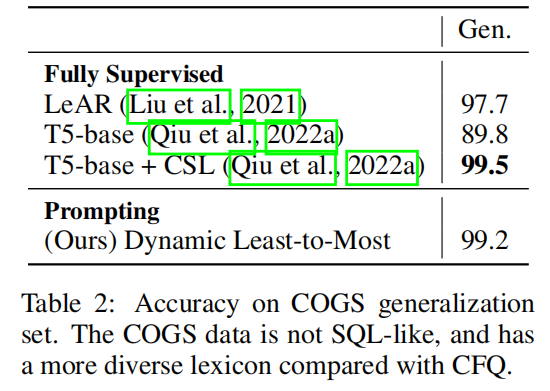 Gen.
Fully Supervised
LeAR (Liu et al., 2021) 97.7
T5-base (Qiu et al., 2022a) 89.8
T5-base + CSL (Qiu et al., 2022a) 99.5
Prompting
(Ours) Dynamic Least-to-Most 99.2
Table 2: Accuracy on COGS generalization
set. The COGS data is not SQL-like, and has
a more diverse lexicon compared with CFQ.